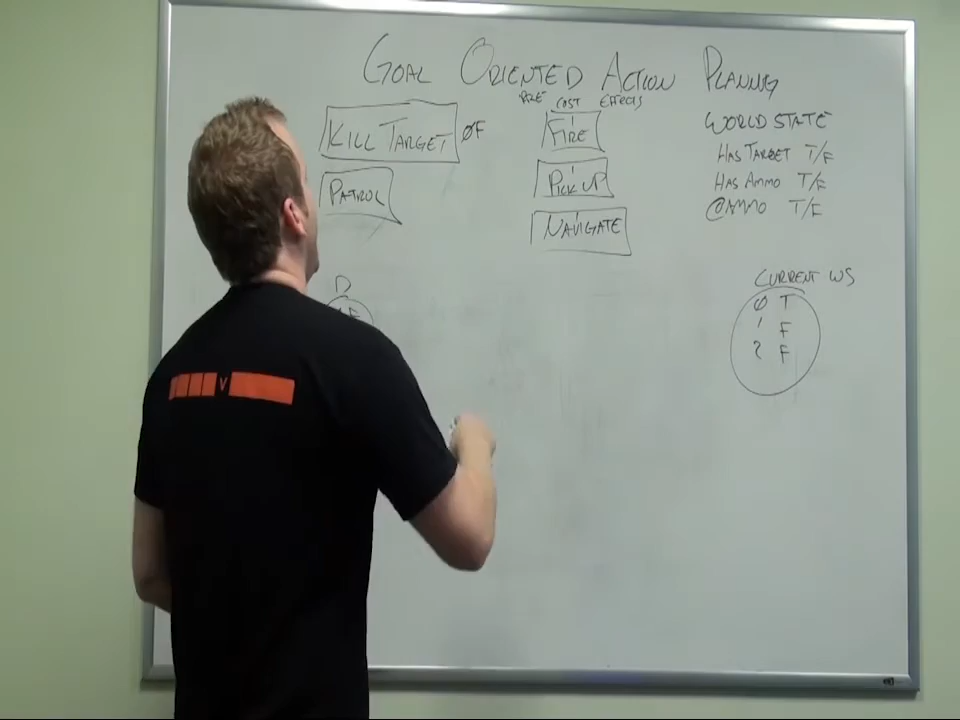 GOAL ORIENTED ACTION PLANNING
PRE COST EFFECTS
KILL TARGET ØF
PATROL
FIRE
PICK UP
NAVIGATE
WORLD STATE
HAS TARGET T/F
HAS AMMO T/F
@AMMO T/F
D
CURRENT WS
Ø T
1 F
2 F
V